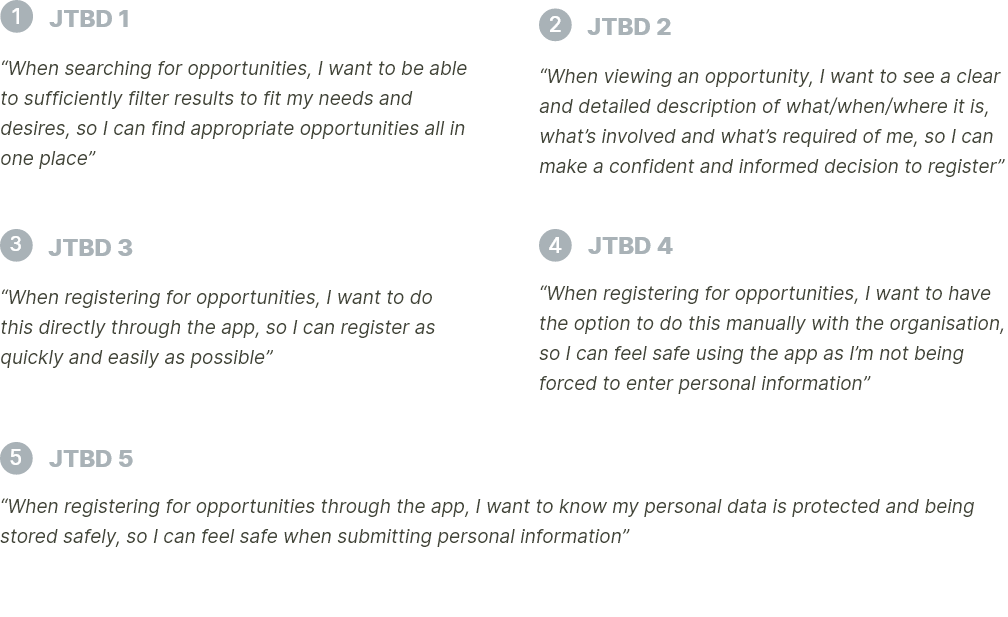 1 JTBD 1
“When searching for opportunities, I want to be able
to sufficiently filter results to fit my needs and
desires, so I can find appropriate opportunities all in
one place”
2 JTBD 2
“When viewing an opportunity, I want to see a clear
and detailed description of what/when/where it is,
what’s involved and what’s required of me, so I can
make a confident and informed decision to register”
3 JTBD 3
“When registering for opportunities, I want to do
this directly through the app, so I can register as
quickly and easily as possible”
4 JTBD 4
“When registering for opportunities, I want to have
the option to do this manually with the organisation,
so I can feel safe using the app as I’m not being
forced to enter personal information”
5 JTBD 5
“When registering for opportunities through the app, I want to know my personal data is protected and being
stored safely, so I can feel safe when submitting personal information”